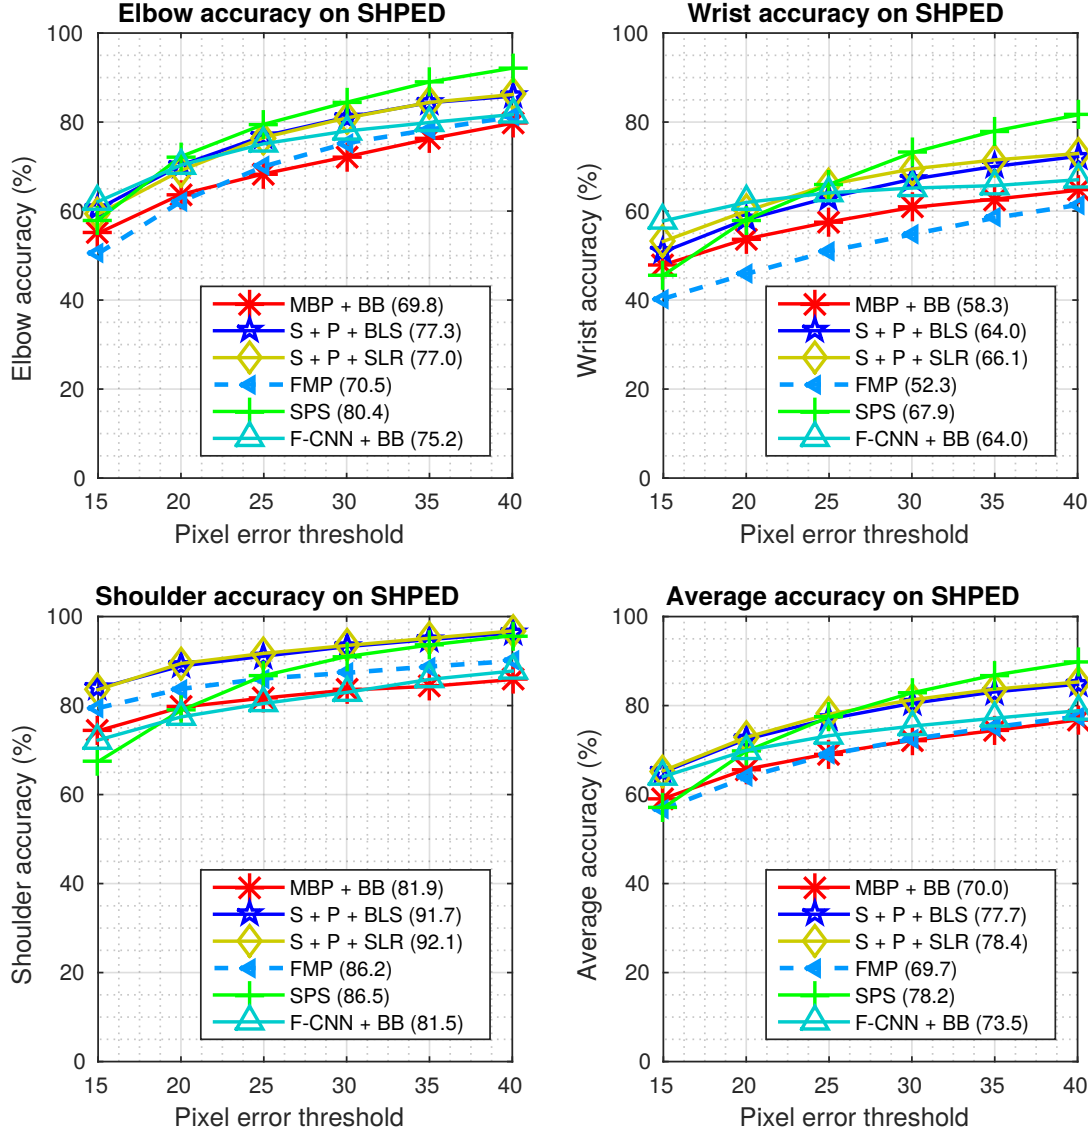 Elbow accuracy on SHPED
100
80
60
40
20
0
Elbow accuracy (%)
MBP + BB (69.8)
S + P + BLS (77.3)
S + P + SLR (77.0)
FMP (70.5)
SPS (80.4)
F-CNN + BB (75.2)
15 20 25 30 35 40
Pixel error threshold
Wrist accuracy on SHPED
100
80
60
40
20
0
Wrist accuracy (%)
MBP + BB (58.3)
S + P + BLS (64.0)
S + P + SLR (66.1)
FMP (52.3)
SPS (67.9)
F-CNN + BB (64.0)
15 20 25 30 35 40
Pixel error threshold
Shoulder accuracy on SHPED
100
80
60
40
20
0
Shoulder accuracy (%)
MBP + BB (81.9)
S + P + BLS (91.7)
S + P + SLR (92.1)
FMP (86.2)
SPS (86.5)
F-CNN + BB (81.5)
15 20 25 30 35 40
Pixel error threshold
Average accuracy on SHPED
100
80
60
40
20
0
Average accuracy (%)
MBP + BB (70.0)
S + P + BLS (77.7)
S + P + SLR (78.4)
FMP (69.7)
SPS (78.2)
F-CNN + BB (73.5)
15 20 25 30 35 40
Pixel error threshold